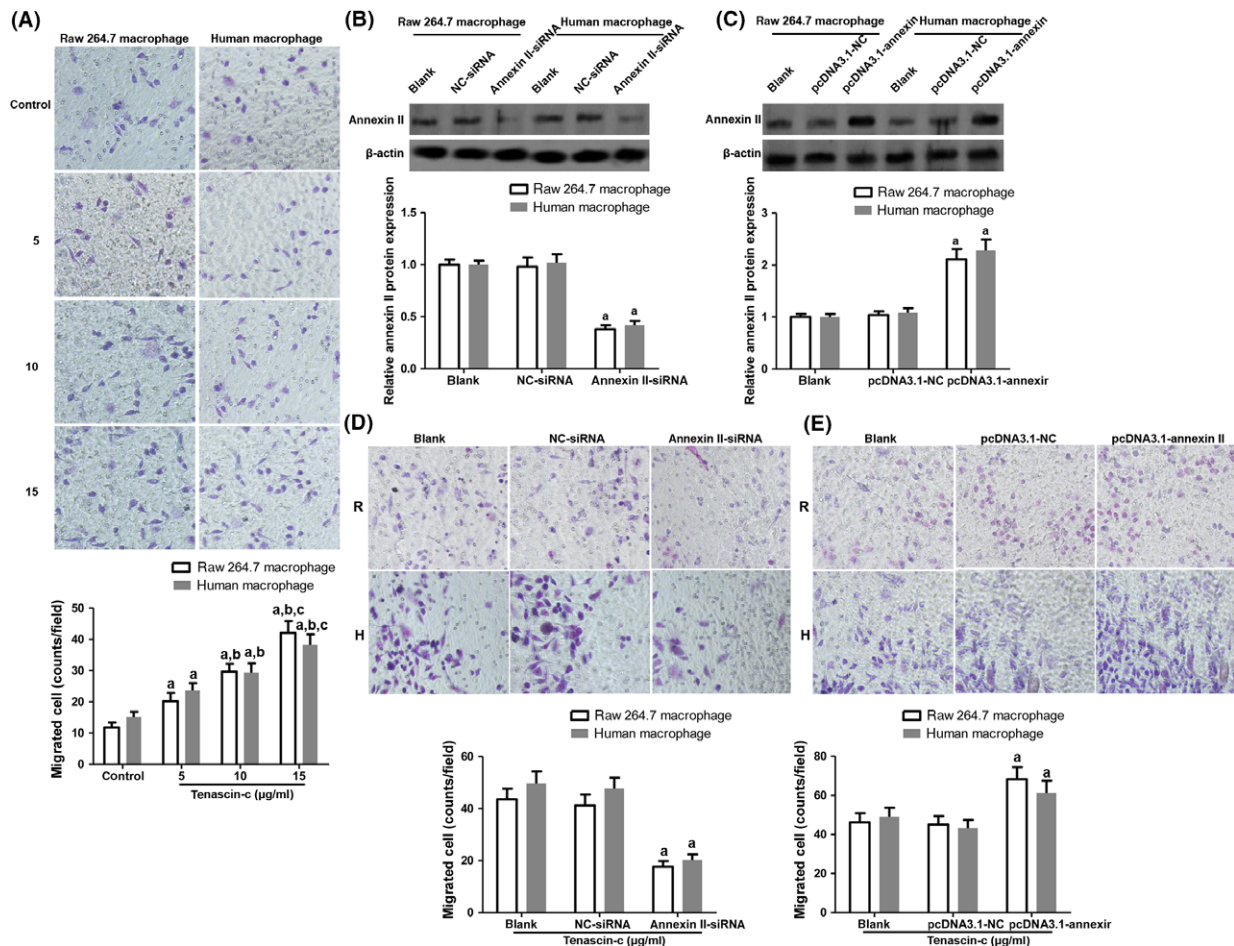 (A)
Raw 264.7 macrophage Human macrophage
Control
5
10
15
Raw 264.7 macrophage
Human macrophage
Migrated cell (counts/field)
50
40
30
20
10
0
a a a,b a,b a,b,c a,b,c
Control 5 10 15
Tenascin-c (μg/ml)
(B)
Raw 264.7 macrophage Human macrophage
Blank NC-siRNA Annexin II-siRNA Blank NC-siRNA Annexin II-siRNA
Annexin II
β-actin
Raw 264.7 macrophage
Human macrophage
Relative annexin II protein expression
1.5
1.0
0.5
0.0
a a
Blank NC-siRNA Annexin II-siRNA
(C)
Raw 264.7 macrophage Human macrophage
Blank pcDNA3.1-NC pcDNA3.1-annexin Blank pcDNA3.1-NC pcDNA3.1-annexin
Annexin II
β-actin
Raw 264.7 macrophage
Human macrophage
Relative annexin II protein expression
3
2
1
0
a a
Blank pcDNA3.1-NC pcDNA3.1-annexir
(D)
Blank NC-siRNA Annexin II-siRNA
R
H
Raw 264.7 macrophage
Human macrophage
Migrated cell (counts/field)
60
40
20
0
a a
Blank NC-siRNA Annexin II-siRNA
Tenascin-c (μg/ml)
(E)
Blank pcDNA3.1-NC pcDNA3.1-annexin II
R
H
Raw 264.7 macrophage
Human macrophage
Migrated cell (counts/field)
80
60
40
20
0
a a
Blank pcDNA3.1-NC pcDNA3.1-annexir
Tenascin-c (μg/ml)